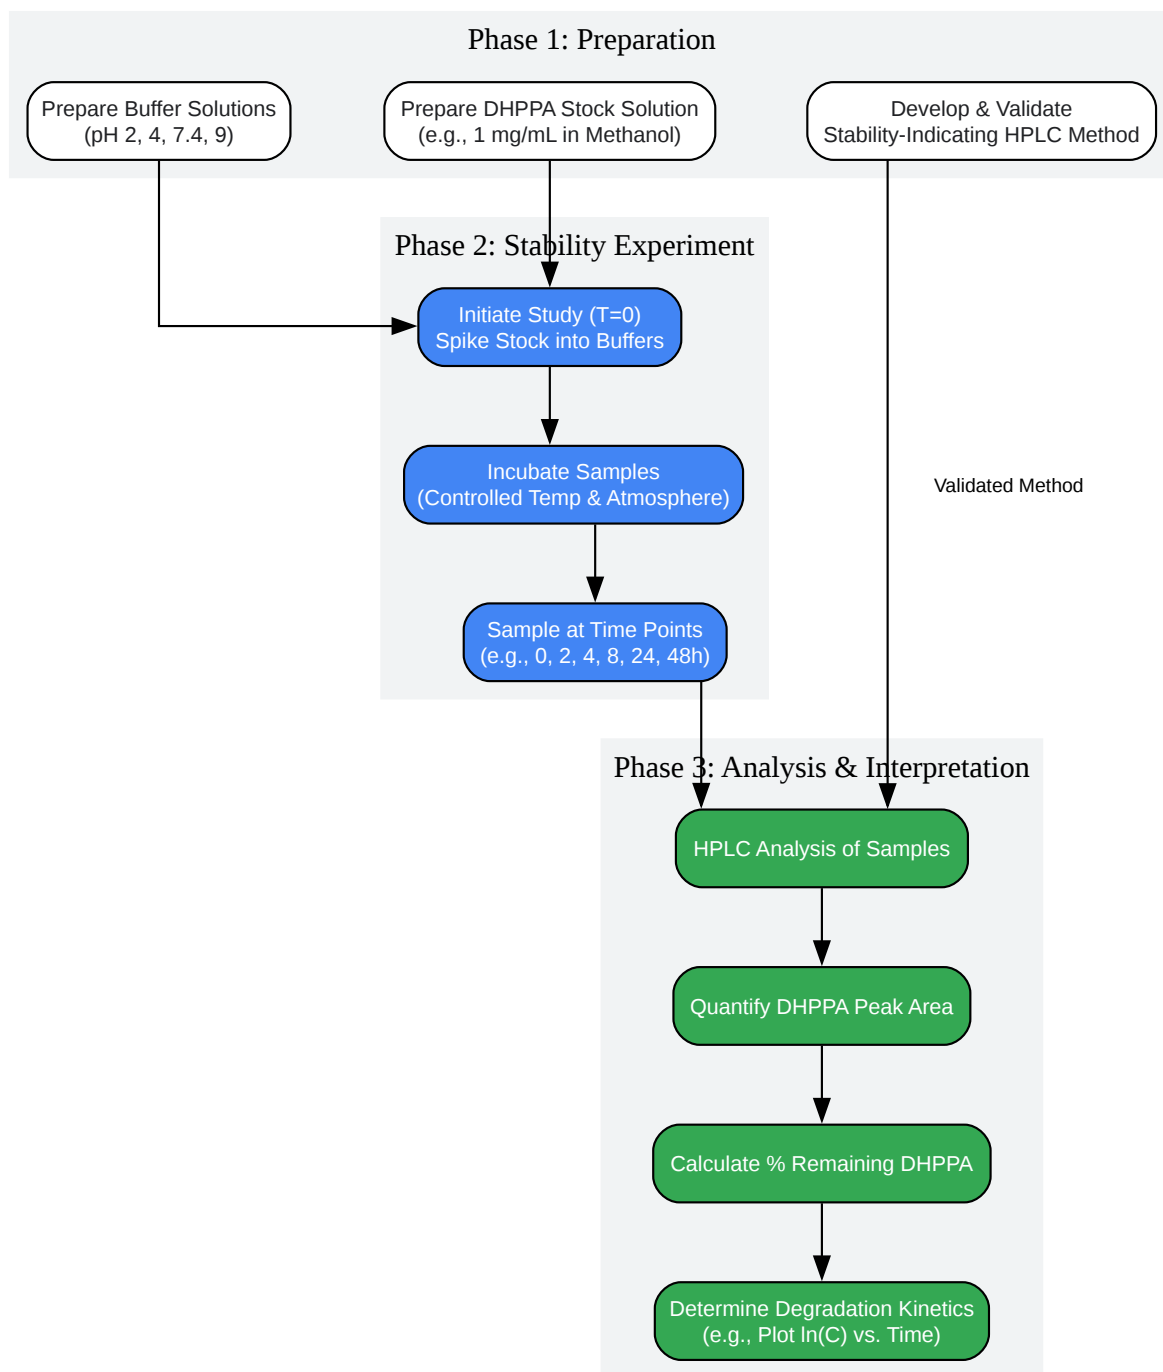 Phase 1: Preparation
Prepare Buffer Solutions
(pH 2, 4, 7.4, 9)
Prepare DHPPA Stock Solution
(e.g., 1 mg/mL in Methanol)
Develop & Validate
Stability-Indicating HPLC Method
Phase 2: Stability Experiment
Initiate Study (T=0)
Spike Stock into Buffers
Incubate Samples
(Controlled Temp & Atmosphere)
Validated Method
Sample at Time Points
(e.g., 0, 2, 4, 8, 24, 48h)
Phase 3: Analysis & Interpretation
HPLC Analysis of Samples
Quantify DHPPA Peak Area
Calculate % Remaining DHPPA
Determine Degradation Kinetics
(e.g., Plot ln(C) vs. Time)